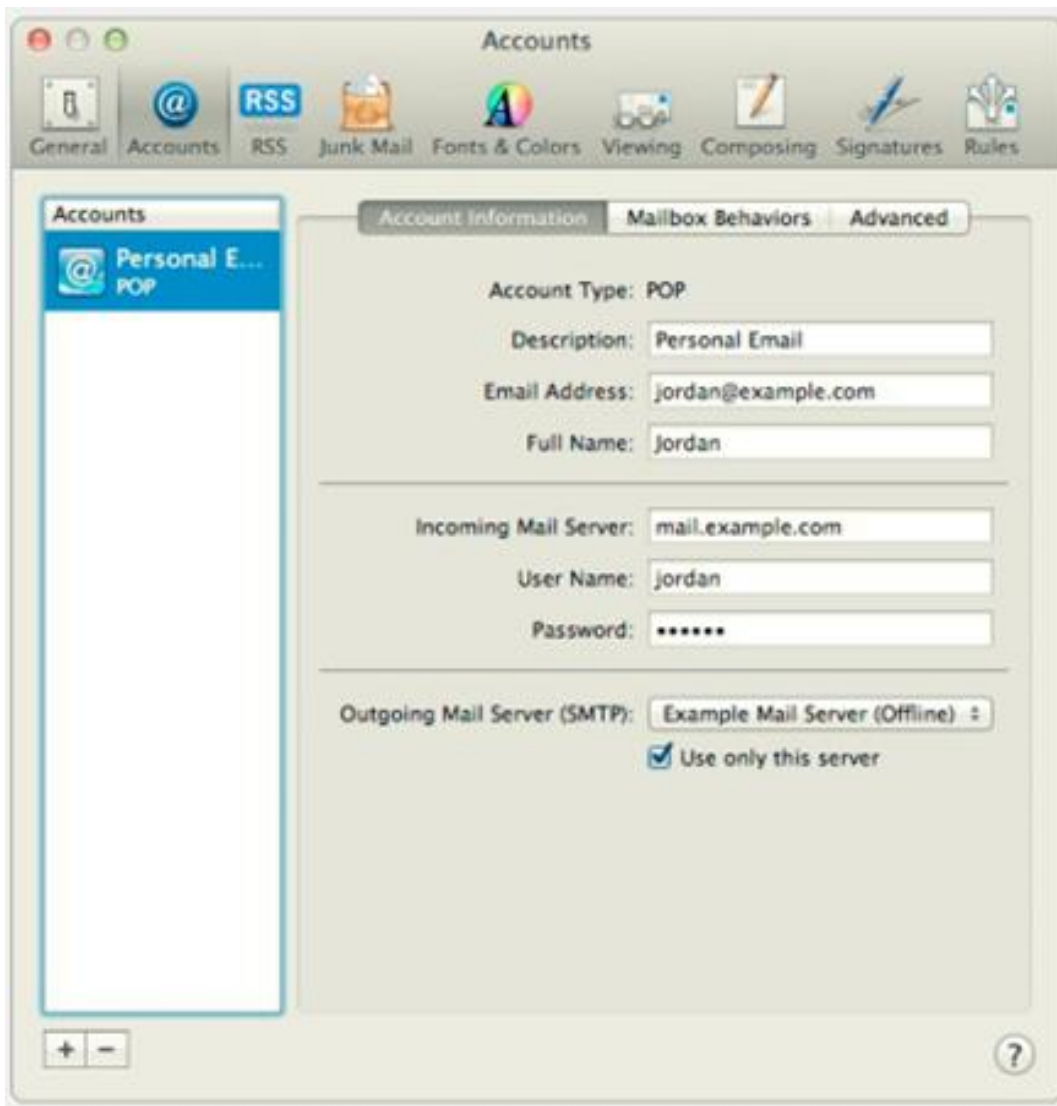 Accounts
RSS
General Accounts RSS Junk Mail Fonts & Colors Viewing Composing Signatures Rules
Accounts
Personal E...
POP
Account Information Mailbox Behaviors Advanced
Account Type: POP
Description: Personal Email
Email Address: jordan@example.com
Full Name: Jordan
Incoming Mail Server: mail.example.com
User Name: jordan
Password: ••••••
Outgoing Mail Server (SMTP): Example Mail Server (Offline)
Use only this server